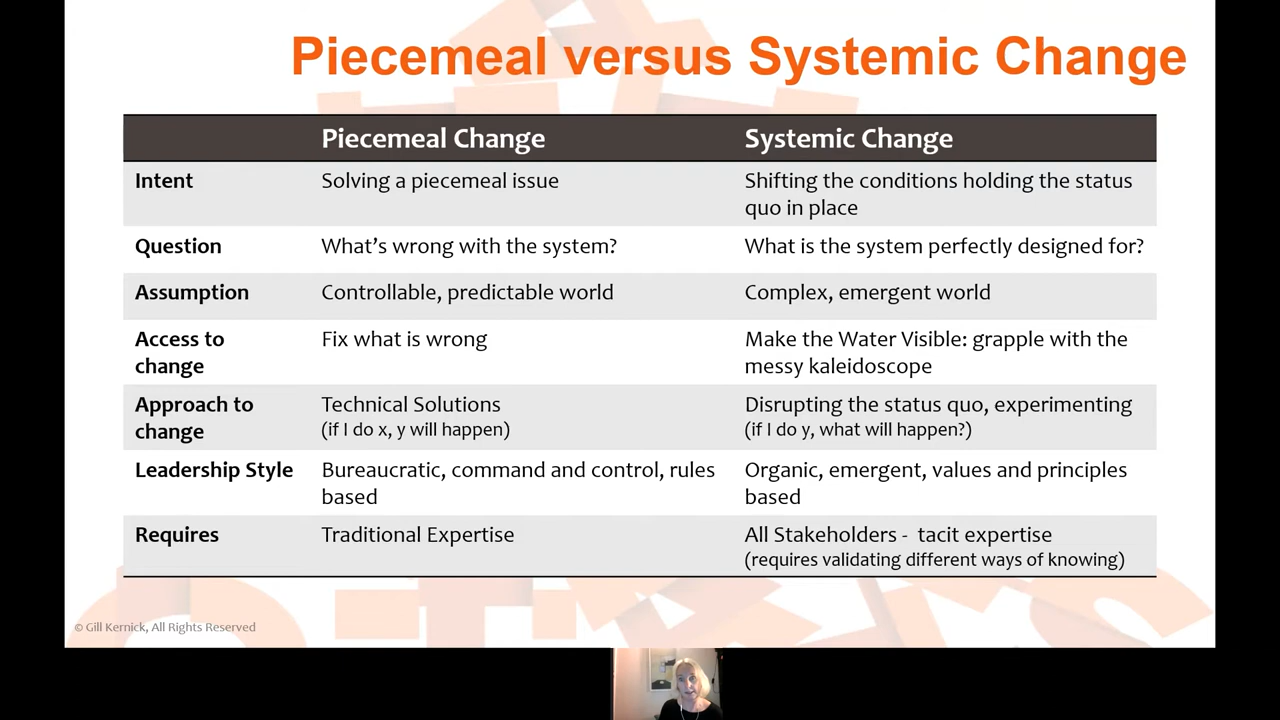 Piecemeal versus Systemic Change
Piecemeal Change Systemic Change
Intent Solving a piecemeal issue Shifting the conditions holding the status
quo in place
Question What's wrong with the system? What is the system perfectly designed for?
Assumption Controllable, predictable world Complex, emergent world
Access to Fix what is wrong Make the Water Visible: grapple with the
change messy kaleidoscope
Approach to Technical Solutions Disrupting the status quo, experimenting
change (if I do x, y will happen) (if I do y, what will happen?)
Leadership Style Bureaucratic, command and control, rules Organic, emergent, values and principles
based based
Requires Traditional Expertise All Stakeholders - tacit expertise
(requires validating different ways of knowing)
© Gill Kernick, All Rights Reserved